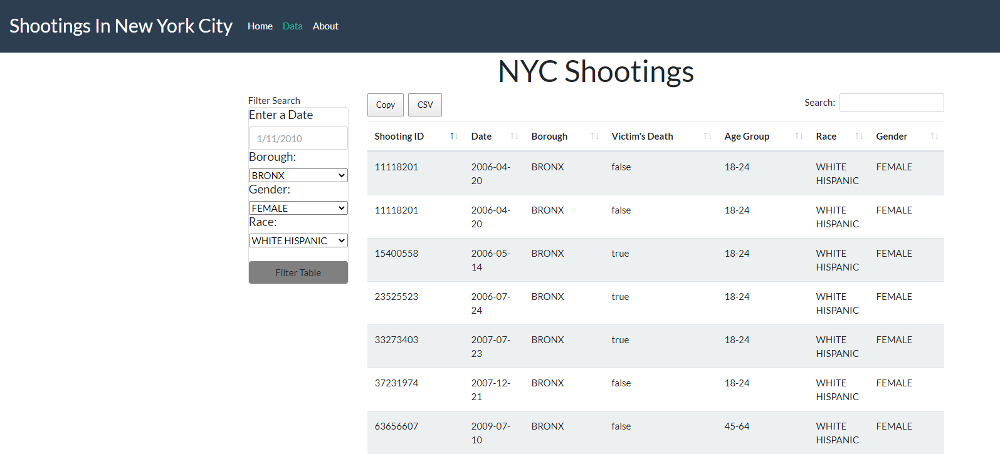 Shootings In New York City Home Data About
NYC Shootings
Filter Search
Enter a Date
1/11/2010
Borough:
BRONX
Gender:
FEMALE
Race:
WHITE HISPANIC
Filter Table
Copy CSV Search:
Shooting ID Date Borough Victim's Death Age Group Race Gender
11118201 2006-04- BRONX false 18-24 WHITE FEMALE
20 HISPANIC
11118201 2006-04- BRONX false 18-24 WHITE FEMALE
20 HISPANIC
15400558 2006-05- BRONX true 18-24 WHITE FEMALE
14 HISPANIC
23525523 2006-07- BRONX true 18-24 WHITE FEMALE
24 HISPANIC
33273403 2007-07- BRONX true 18-24 WHITE FEMALE
23 HISPANIC
37231974 2007-12- BRONX false 18-24 WHITE FEMALE
21 HISPANIC
63656607 2009-07- BRONX false 45-64 WHITE FEMALE
10 HISPANIC